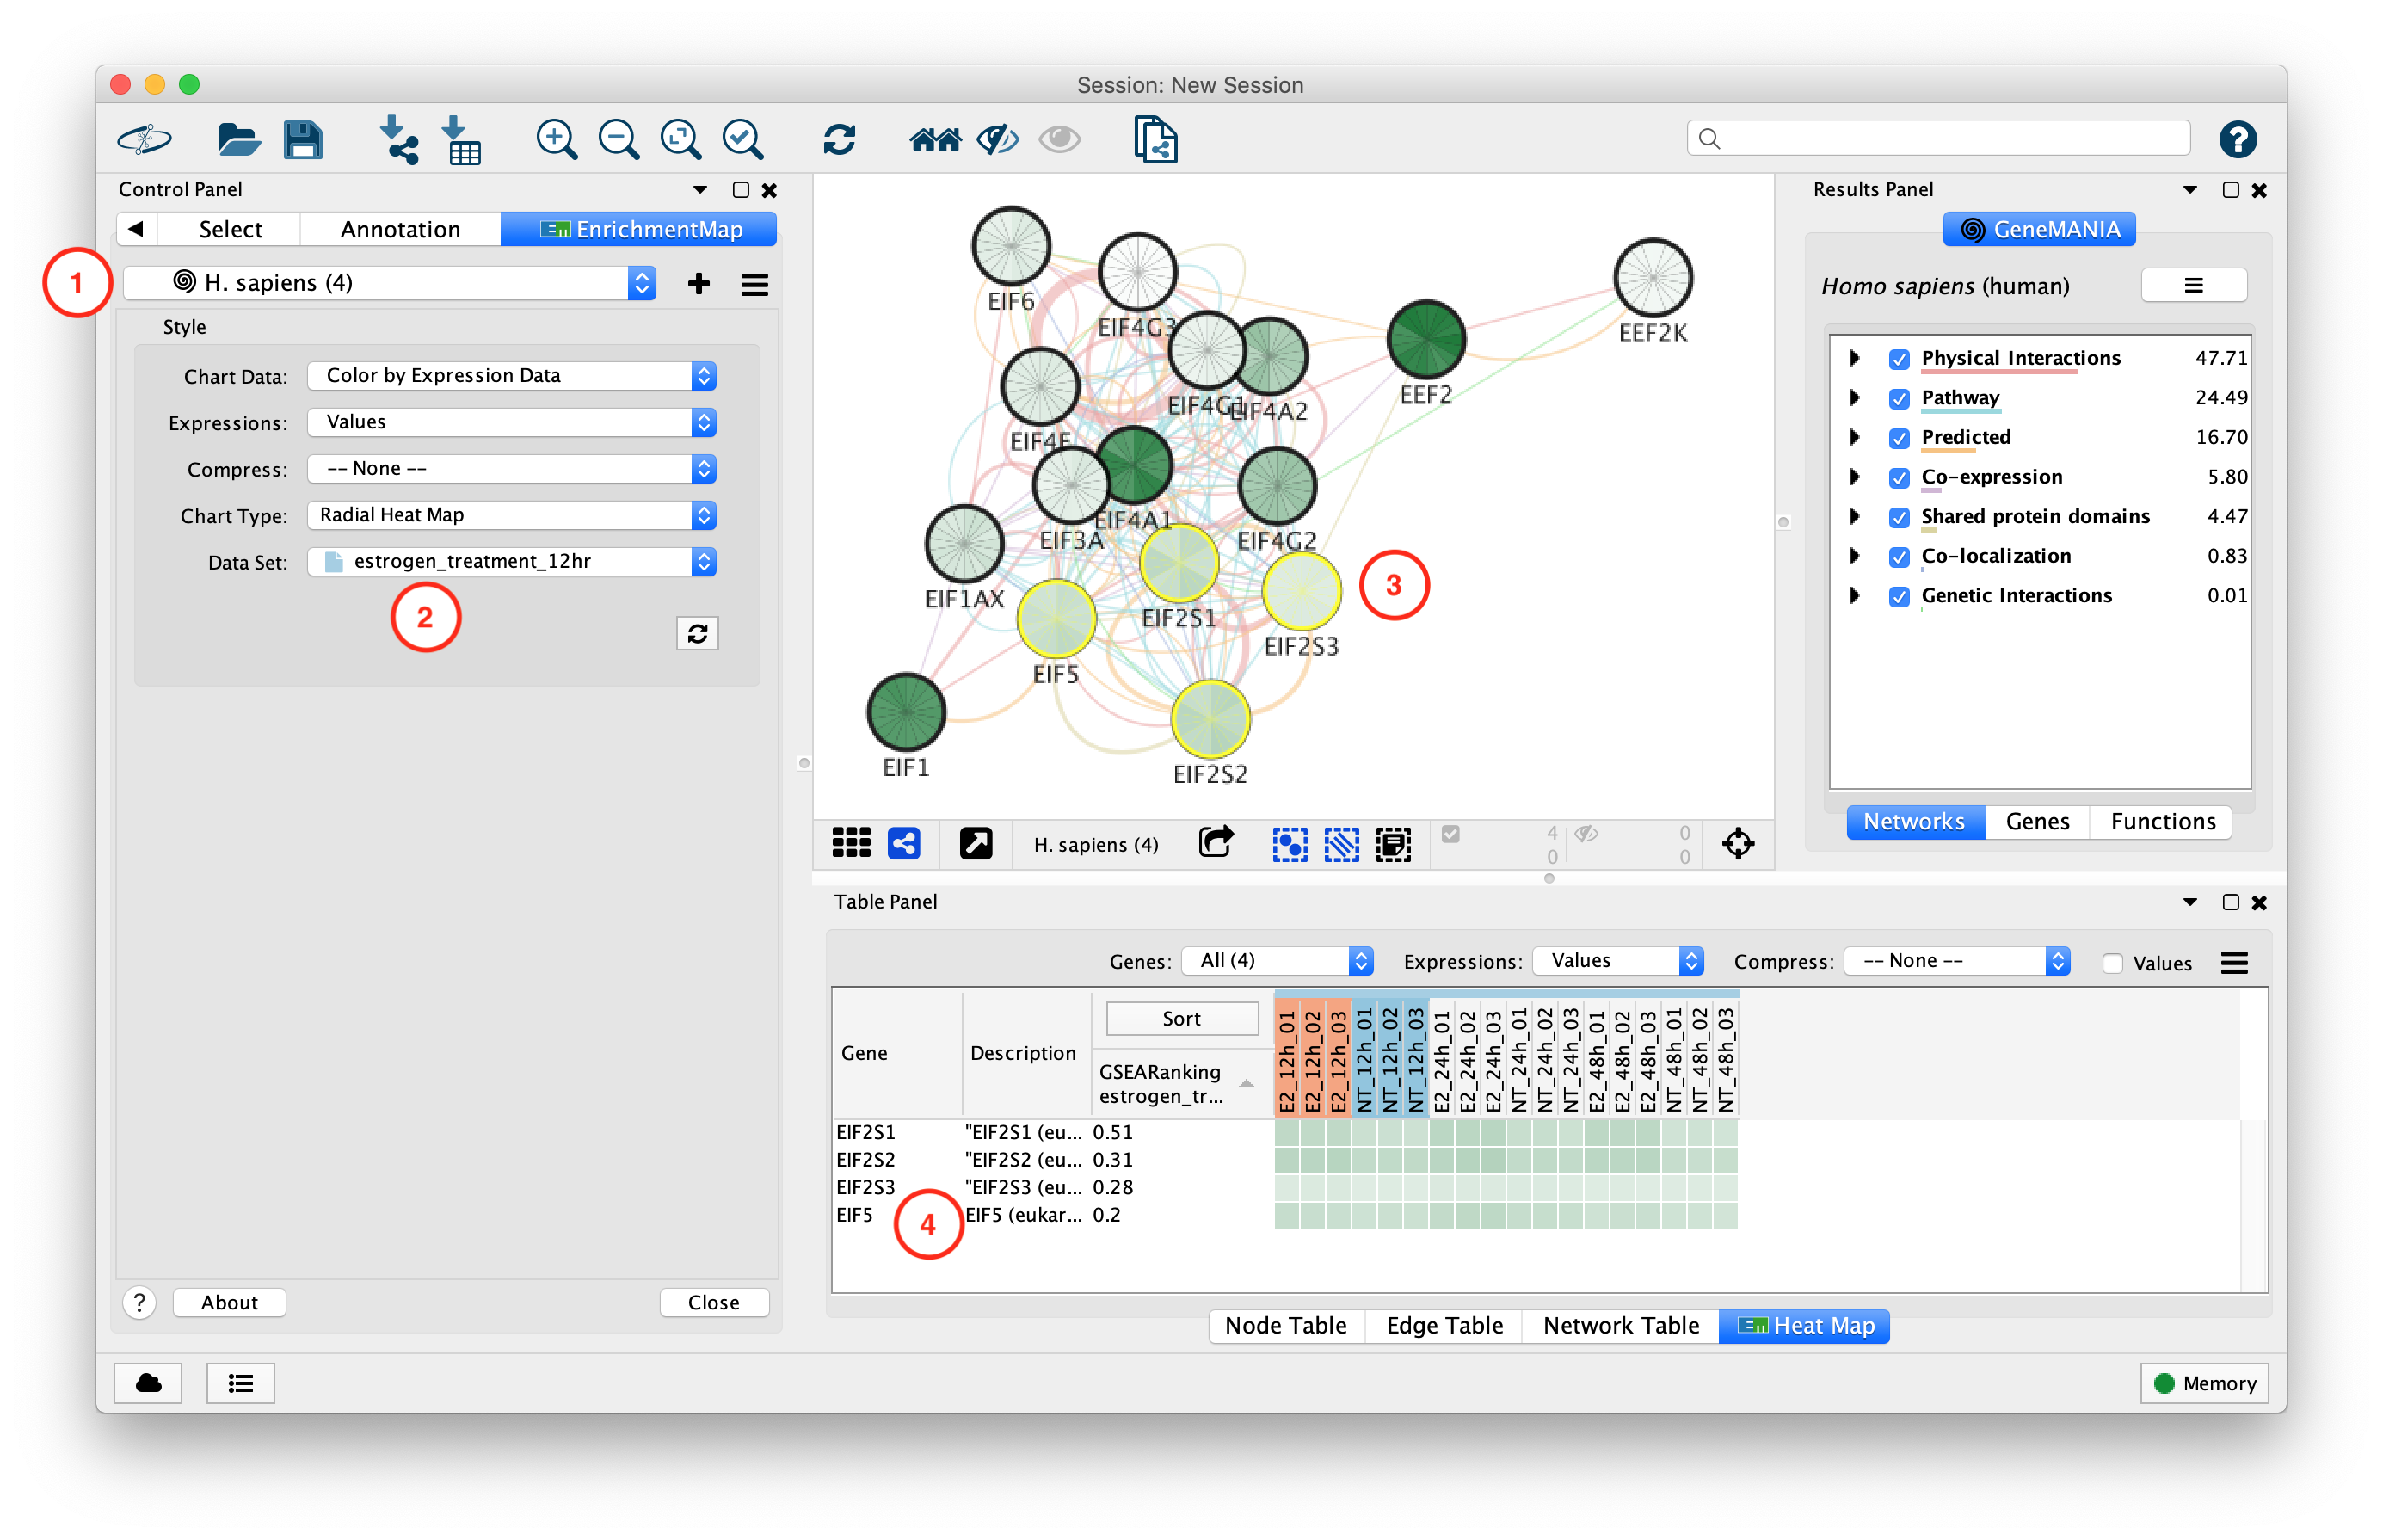 Session: New Session
Control Panel
Select
Annotation
EnrichmentMap
1
H. sapiens (4)
Style
Chart Data:
Color by Expression Data
Expressions:
Values
Compress:
-- None --
Chart Type:
Radial Heat Map
Data Set:
estrogen_treatment_12hr
2
?
About
Close
EIF6
EIF4G3
EEF2K
EEF2
EIF4G1
EIF4A2
EIF4E
EIF4A1
EIF3A
EIF4G2
EIF1AX
3
EIF2S1
EIF2S3
EIF5
EIF1
EIF2S2
H. sapiens (4)
4
0
0
0
Results Panel
GeneMANIA
Homo sapiens (human)
Physical Interactions 47.71
Pathway 24.49
Predicted 16.70
Co-expression 5.80
Shared protein domains 4.47
Co-localization 0.83
Genetic Interactions 0.01
Networks
Genes
Functions
Table Panel
Genes:
All (4)
Expressions:
Values
Compress:
-- None --
Values
Gene
Description
Sort
GSEARanking
estrogen_tr...
E2_12h_01
E2_12h_02
E2_12h_03
NT_12h_01
NT_12h_02
NT_12h_03
E2_24h_01
E2_24h_02
E2_24h_03
NT_24h_01
NT_24h_02
NT_24h_03
E2_48h_01
E2_48h_02
E2_48h_03
NT_48h_01
NT_48h_02
NT_48h_03
EIF2S1 "EIF2S1 (eu... 0.51
EIF2S2 "EIF2S2 (eu... 0.31
EIF2S3 "EIF2S3 (eu... 0.28
EIF5 EIF5 (eukar... 0.2
4
Node Table
Edge Table
Network Table
Heat Map
Memory